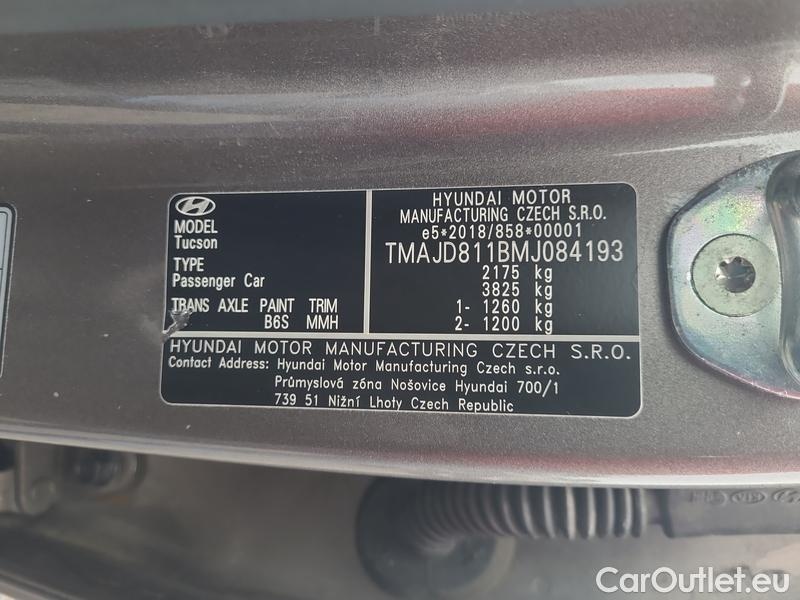 MODEL
Tucson
TYPE
Passenger Car
TRANS AXLE PAINT TRIM
B6S MMH
HYUNDAI MOTOR
MANUFACTURING CZECH S.R.O.
e5*2018/858*00001
TMAJD811BMJ084193
2175 kg
3825 kg
1- 1260 kg
2- 1200 kg
HYUNDAI MOTOR MANUFACTURING CZECH S.R.O.
Contact Address: Hyundai Motor Manufacturing Czech s.r.o.
Průmyslová zóna Nošovice Hyundai 700/1
739 51 Nižní Lhoty Czech Republic
CarOutlet.eu